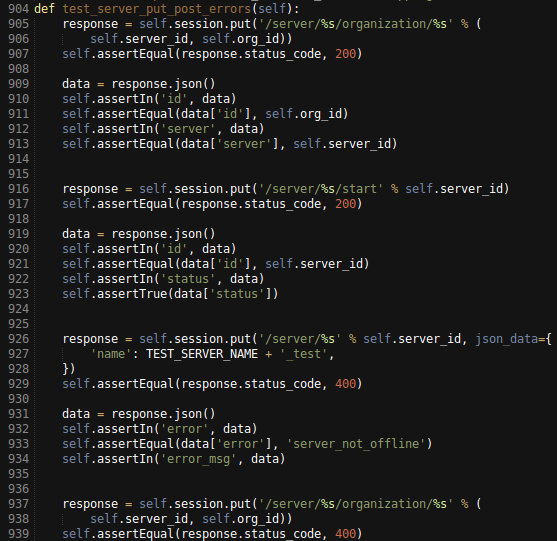 904 def test_server_put_post_errors(self):
905     response = self.session.put('/server/%s/organization/%s' % (
906         self.server_id, self.org_id))
907     self.assertEqual(response.status_code, 200)
908
909     data = response.json()
910     self.assertIn('id', data)
911     self.assertEqual(data['id'], self.org_id)
912     self.assertIn('server', data)
913     self.assertEqual(data['server'], self.server_id)
914
915
916     response = self.session.put('/server/%s/start' % self.server_id)
917     self.assertEqual(response.status_code, 200)
918
919     data = response.json()
920     self.assertIn('id', data)
921     self.assertEqual(data['id'], self.server_id)
922     self.assertIn('status', data)
923     self.assertTrue(data['status'])
924
925
926     response = self.session.put('/server/%s' % self.server_id, json_data={
927         'name': TEST_SERVER_NAME + '_test',
928     })
929     self.assertEqual(response.status_code, 400)
930
931     data = response.json()
932     self.assertIn('error', data)
933     self.assertEqual(data['error'], 'server_not_offline')
934     self.assertIn('error_msg', data)
935
936
937     response = self.session.put('/server/%s/organization/%s' % (
938         self.server_id, self.org_id))
939     self.assertEqual(response.status_code, 400)